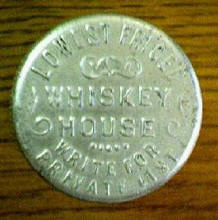 LOWEST PRICED
WHISKEY
HOUSE
WRITE FOR
PRIVATE LIST